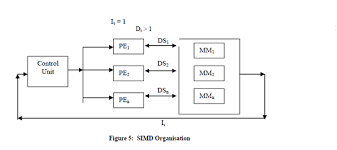 Is = 1
Ds > 1
DS1
PE1
MM1
Control
Unit
DS2
PE2
MM2
DSn
PEn
MMn
Is
Figure 5: SIMD Organisation